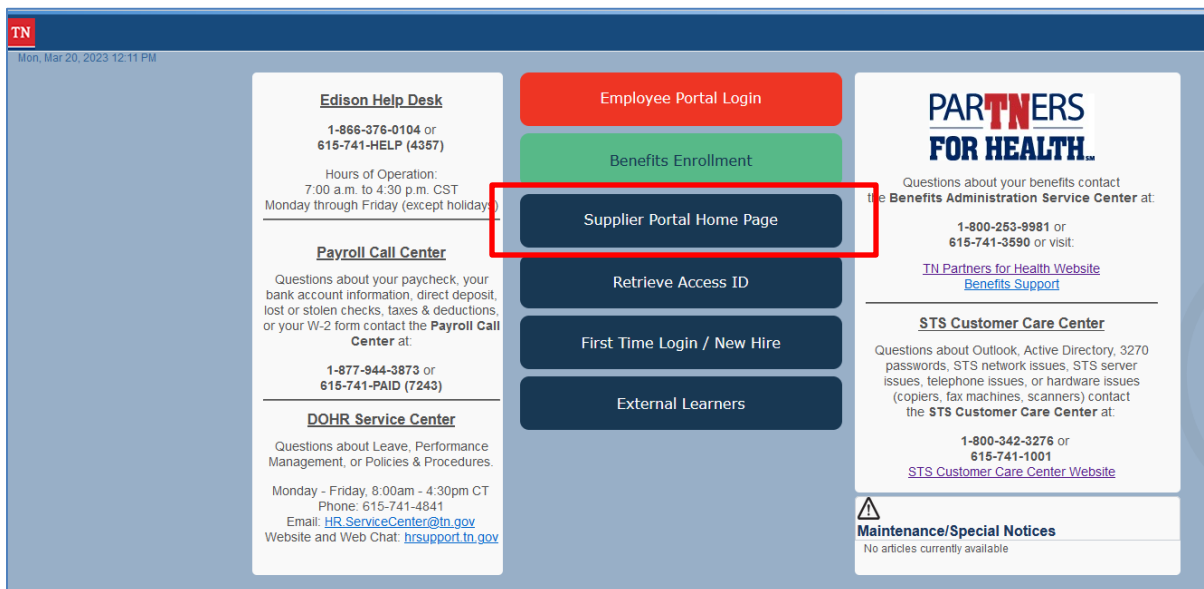 TN
Mon, Mar 20, 2023 12:11 PM
Edison Help Desk
1-866-376-0104 or
615-741-HELP (4357)
Hours of Operation:
7:00 a.m. to 4:30 p.m. CST
Monday through Friday (except holidays)
Payroll Call Center
Questions about your paycheck, your
bank account information, direct deposit,
lost or stolen checks, taxes & deductions,
or your W-2 form contact the Payroll Call
Center at:
1-877-944-3873 or
615-741-PAID (7243)
DOHR Service Center
Questions about Leave, Performance
Management, or Policies & Procedures.
Monday - Friday, 8:00am - 4:30pm CT
Phone: 615-741-4841
Email: HR.ServiceCenter@tn.gov
Website and Web Chat: hrsupport.tn.gov
Employee Portal Login
Benefits Enrollment
Supplier Portal Home Page
Retrieve Access ID
First Time Login / New Hire
External Learners
PARTNERS
FOR HEALTH SM
Questions about your benefits contact
the Benefits Administration Service Center at:
1-800-253-9981 or
615-741-3590 or visit:
TN Partners for Health Website
Benefits Support
STS Customer Care Center
Questions about Outlook, Active Directory, 3270
passwords, STS network issues, STS server
issues, telephone issues, or hardware issues
(copiers, fax machines, scanners) contact
the STS Customer Care Center at:
1-800-342-3276 or
615-741-1001
STS Customer Care Center Website
Maintenance/Special Notices
No articles currently available